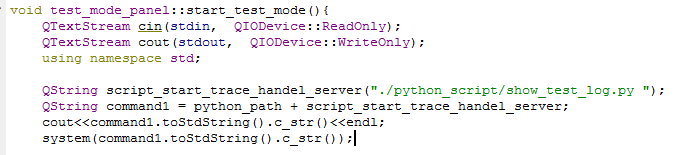 void test_mode_panel::start_test_mode(){
QTextStream cin(stdin,  QIODevice::ReadOnly);
QTextStream cout(stdout,  QIODevice::WriteOnly);
using namespace std;
QString script_start_trace_handel_server("./python_script/show_test_log.py ");
QString command1 = python_path + script_start_trace_handel_server;
cout<<command1.toStdString().c_str()<<endl;
system(command1.toStdString().c_str());